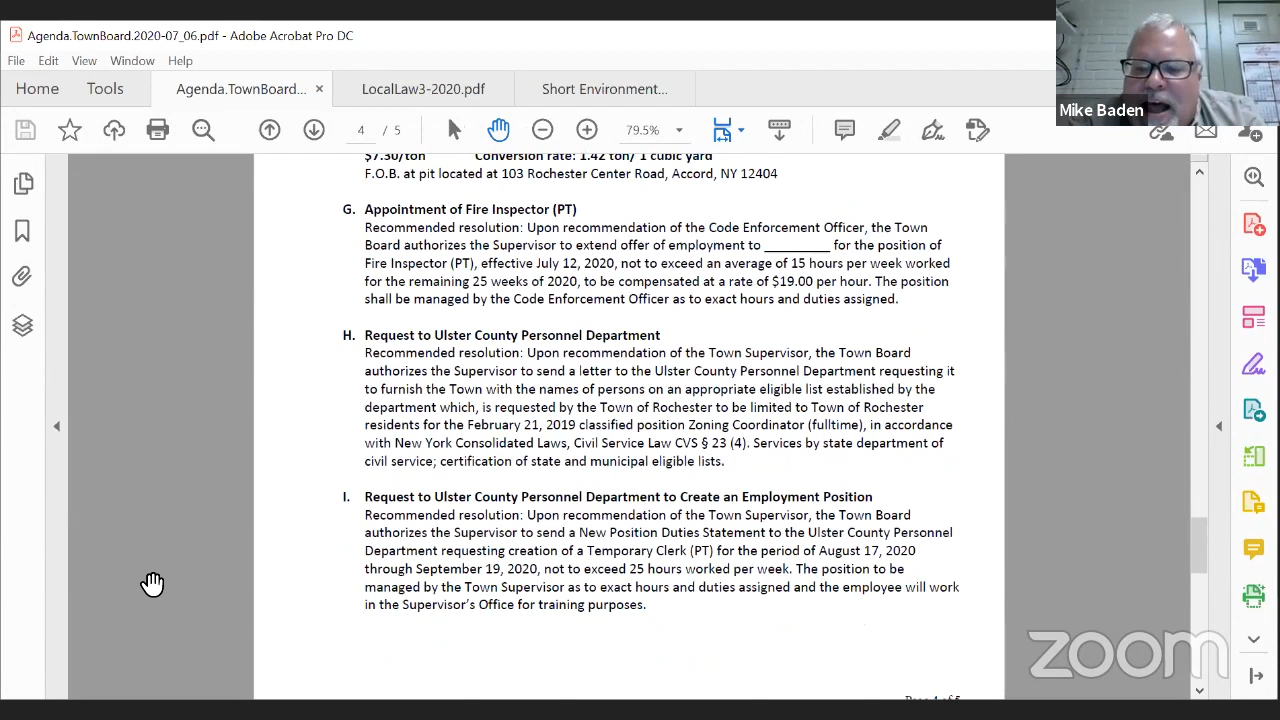 Agenda.TownBoard.2020-07_06.pdf - Adobe Acrobat Pro DC
File Edit View Window Help
Home Tools Agenda.TownBoard... × LocalLaw3-2020.pdf Short Environment...
4 / 5 79.5%
Mike Baden
$7.30/ton Conversion rate: 1.42 ton/ 1 cubic yard
F.O.B. at pit located at 103 Rochester Center Road, Accord, NY 12404
G. Appointment of Fire Inspector (PT)
Recommended resolution: Upon recommendation of the Code Enforcement Officer, the Town
Board authorizes the Supervisor to extend offer of employment to __________ for the position of
Fire Inspector (PT), effective July 12, 2020, not to exceed an average of 15 hours per week worked
for the remaining 25 weeks of 2020, to be compensated at a rate of $19.00 per hour. The position
shall be managed by the Code Enforcement Officer as to exact hours and duties assigned.
H. Request to Ulster County Personnel Department
Recommended resolution: Upon recommendation of the Town Supervisor, the Town Board
authorizes the Supervisor to send a letter to the Ulster County Personnel Department requesting it
to furnish the Town with the names of persons on an appropriate eligible list established by the
department which, is requested by the Town of Rochester to be limited to Town of Rochester
residents for the February 21, 2019 classified position Zoning Coordinator (fulltime), in accordance
with New York Consolidated Laws, Civil Service Law CVS § 23 (4). Services by state department of
civil service; certification of state and municipal eligible lists.
I. Request to Ulster County Personnel Department to Create an Employment Position
Recommended resolution: Upon recommendation of the Town Supervisor, the Town Board
authorizes the Supervisor to send a New Position Duties Statement to the Ulster County Personnel
Department requesting creation of a Temporary Clerk (PT) for the period of August 17, 2020
through September 19, 2020, not to exceed 25 hours worked per week. The position to be
managed by the Town Supervisor as to exact hours and duties assigned and the employee will work
in the Supervisor's Office for training purposes.
zoom
Page 4 of 5